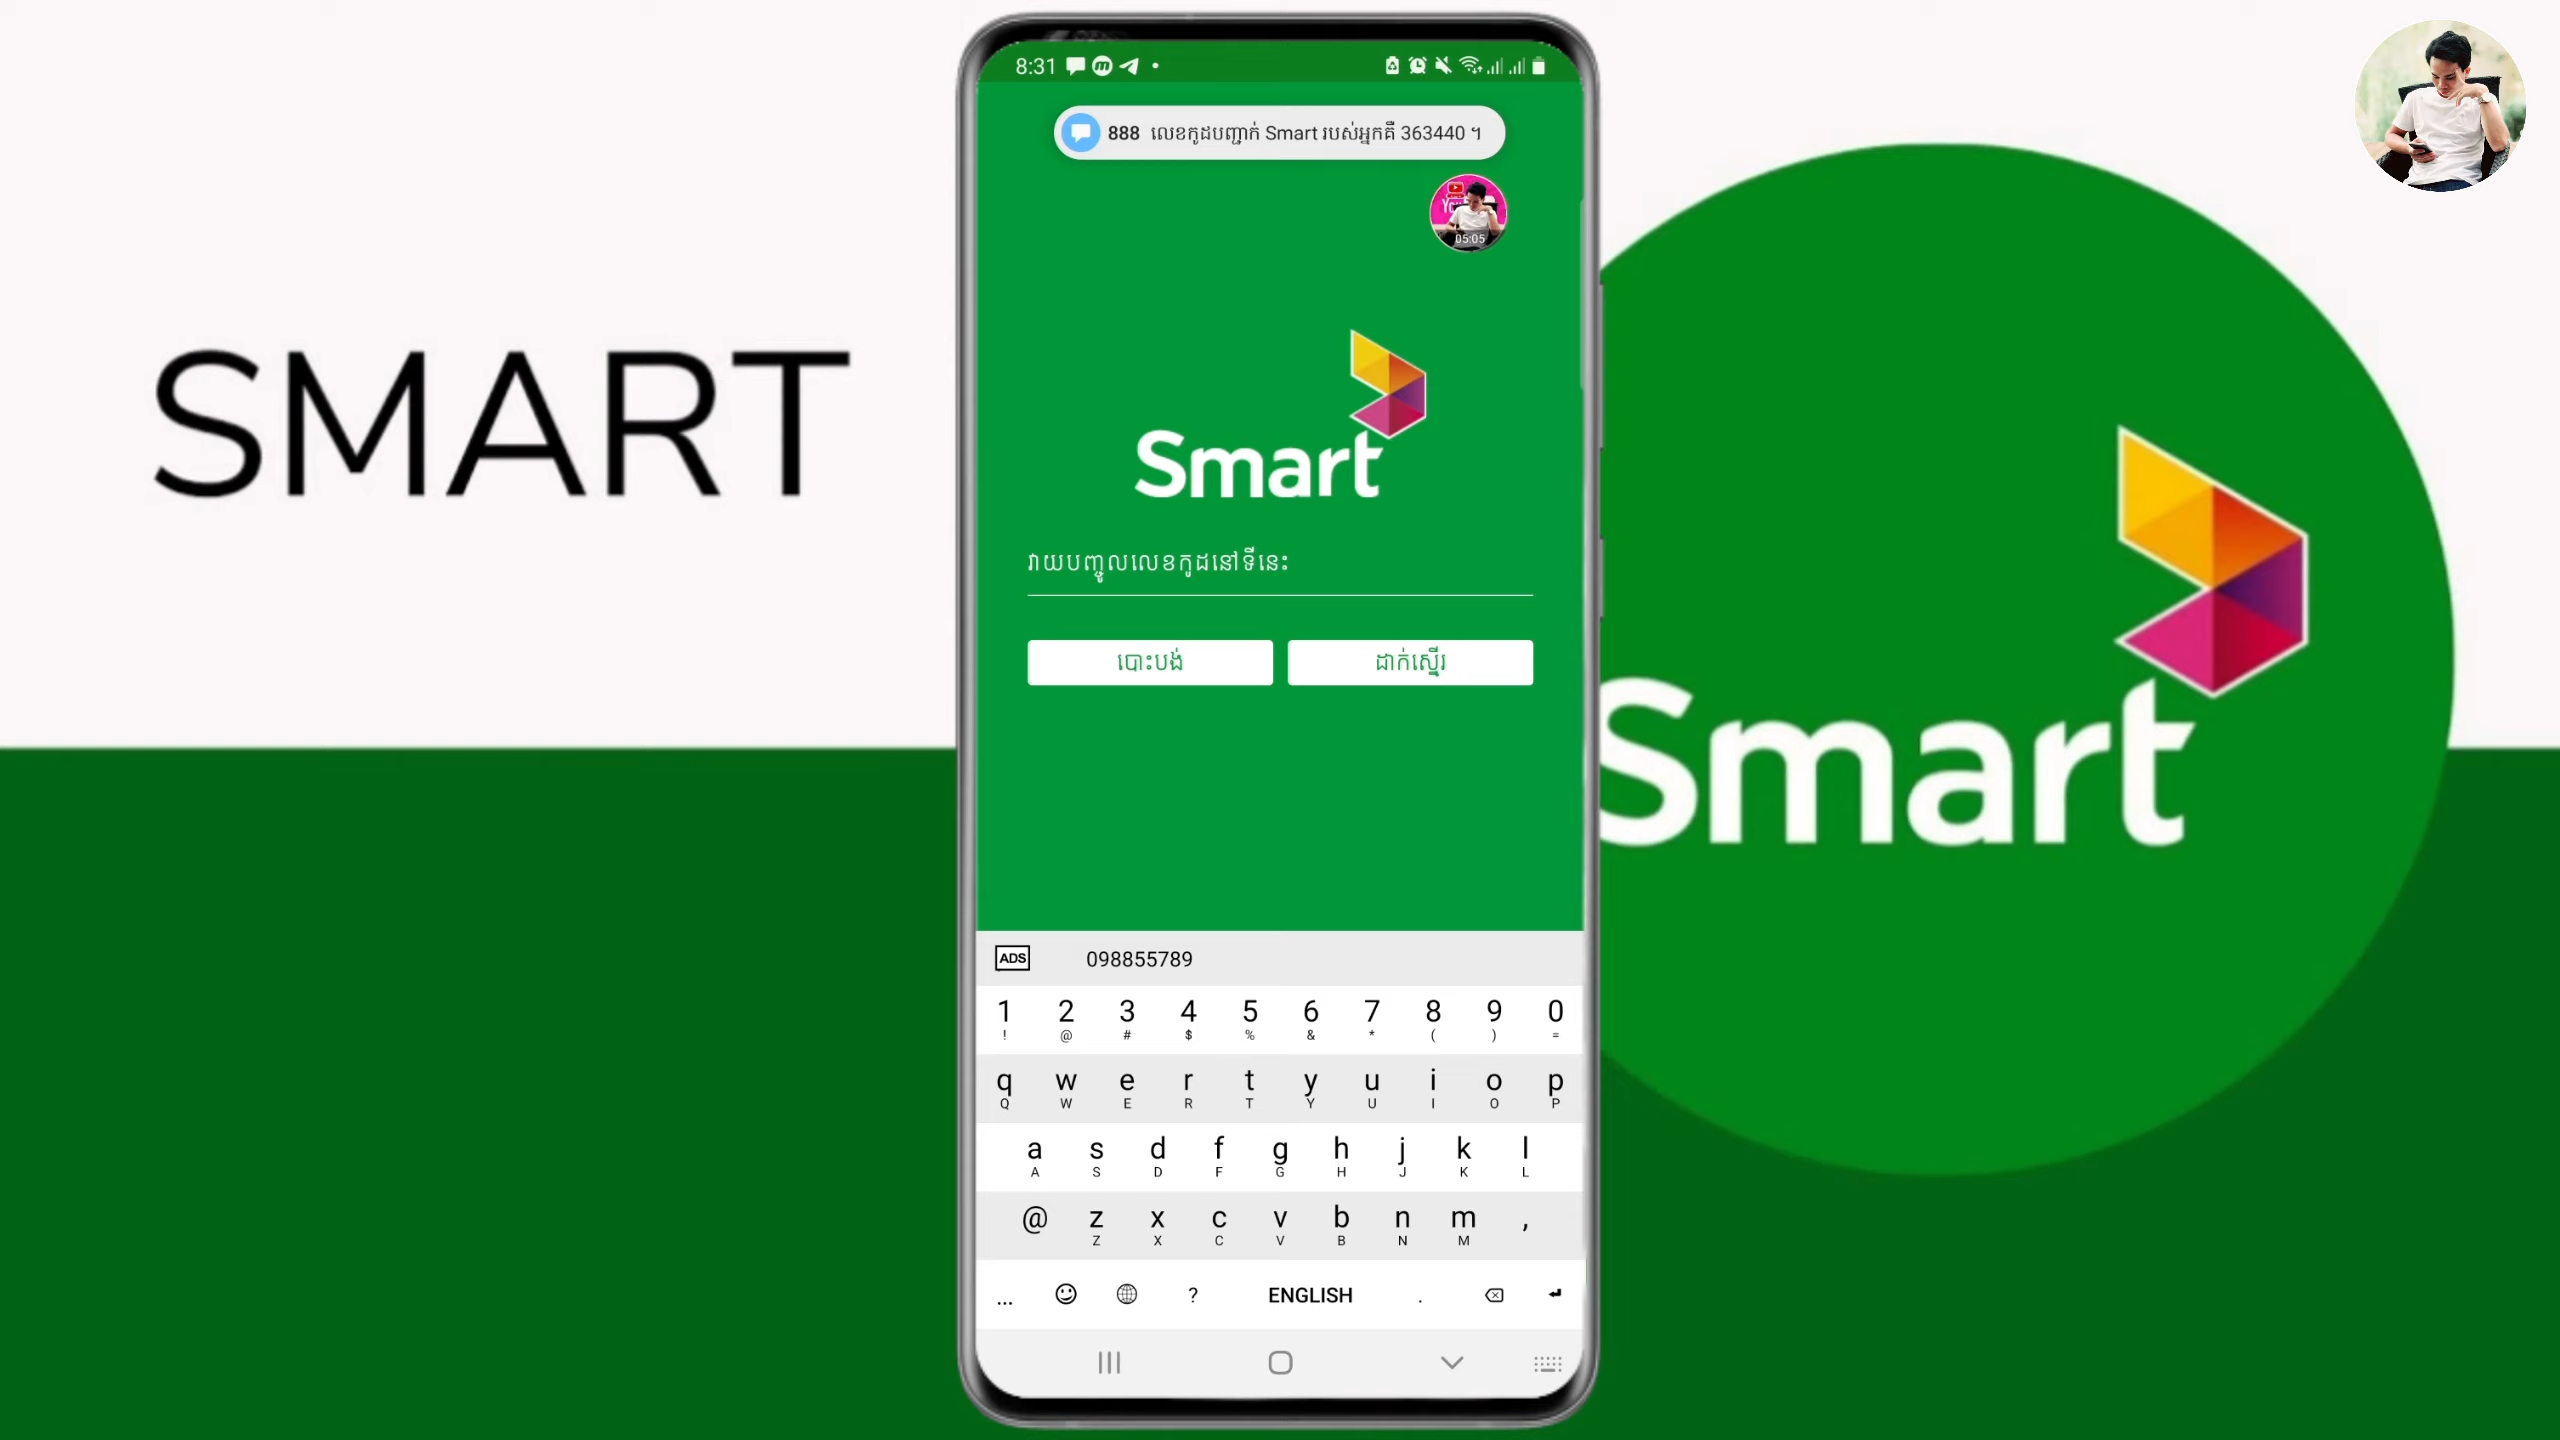 SMART
8:31
888 លេខកូដបញ្ជាក់ Smart របស់អ្នកគឺ 363440 ។
05:05
Smart
វាយបញ្ចូលលេខកូដនៅទីនេះ
បោះបង់ ដាក់ស្នើរ
ADS 098855789
1 2 3 4 5 6 7 8 9 0
! @ # $ % & * ( ) =
q w e r t y u i o p
Q W E R T Y U I O P
a s d f g h j k l
A S D F G H J K L
@ z x c v b n m ,
Z X C V B N M
... ? ENGLISH .
Smart